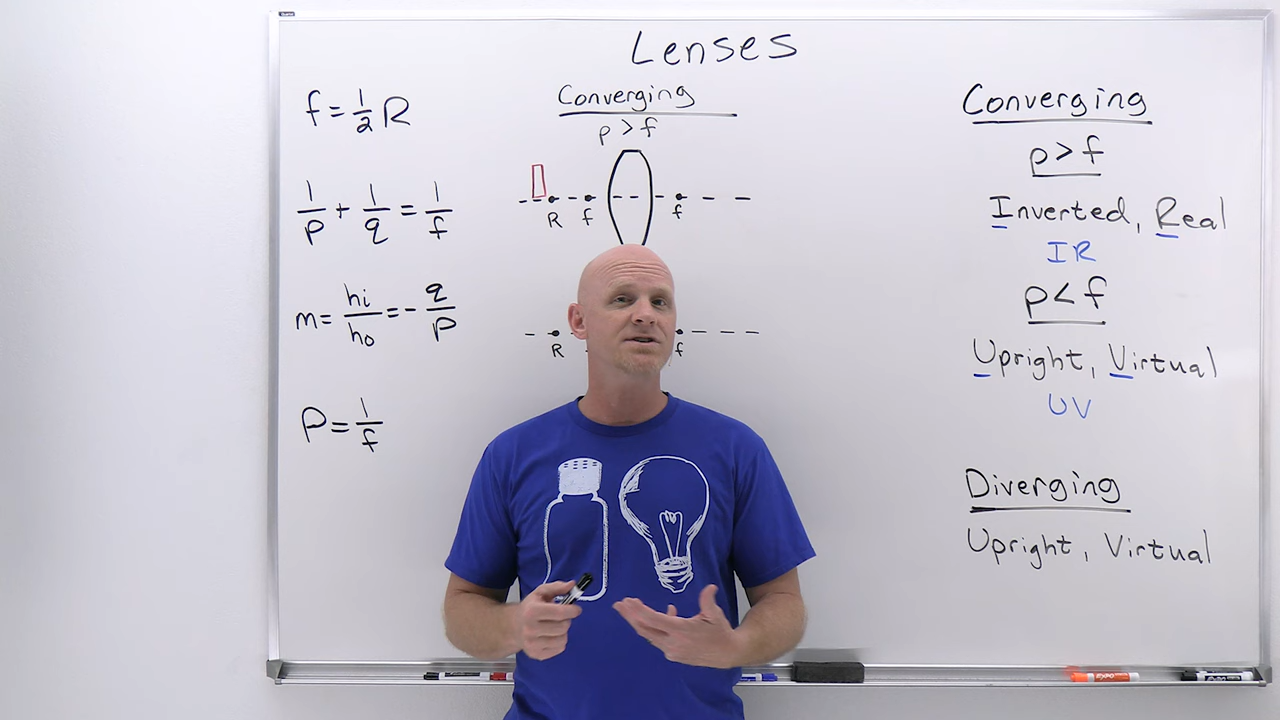 Lenses
f = 1/2 R
1/p + 1/q = 1/f
m = hi/ho = - q/p
P = 1/f
Converging
p > f
R f f
R f
Converging
p > f
Inverted, Real
IR
p < f
Upright, Virtual
UV
Diverging
Upright, Virtual
EXPO